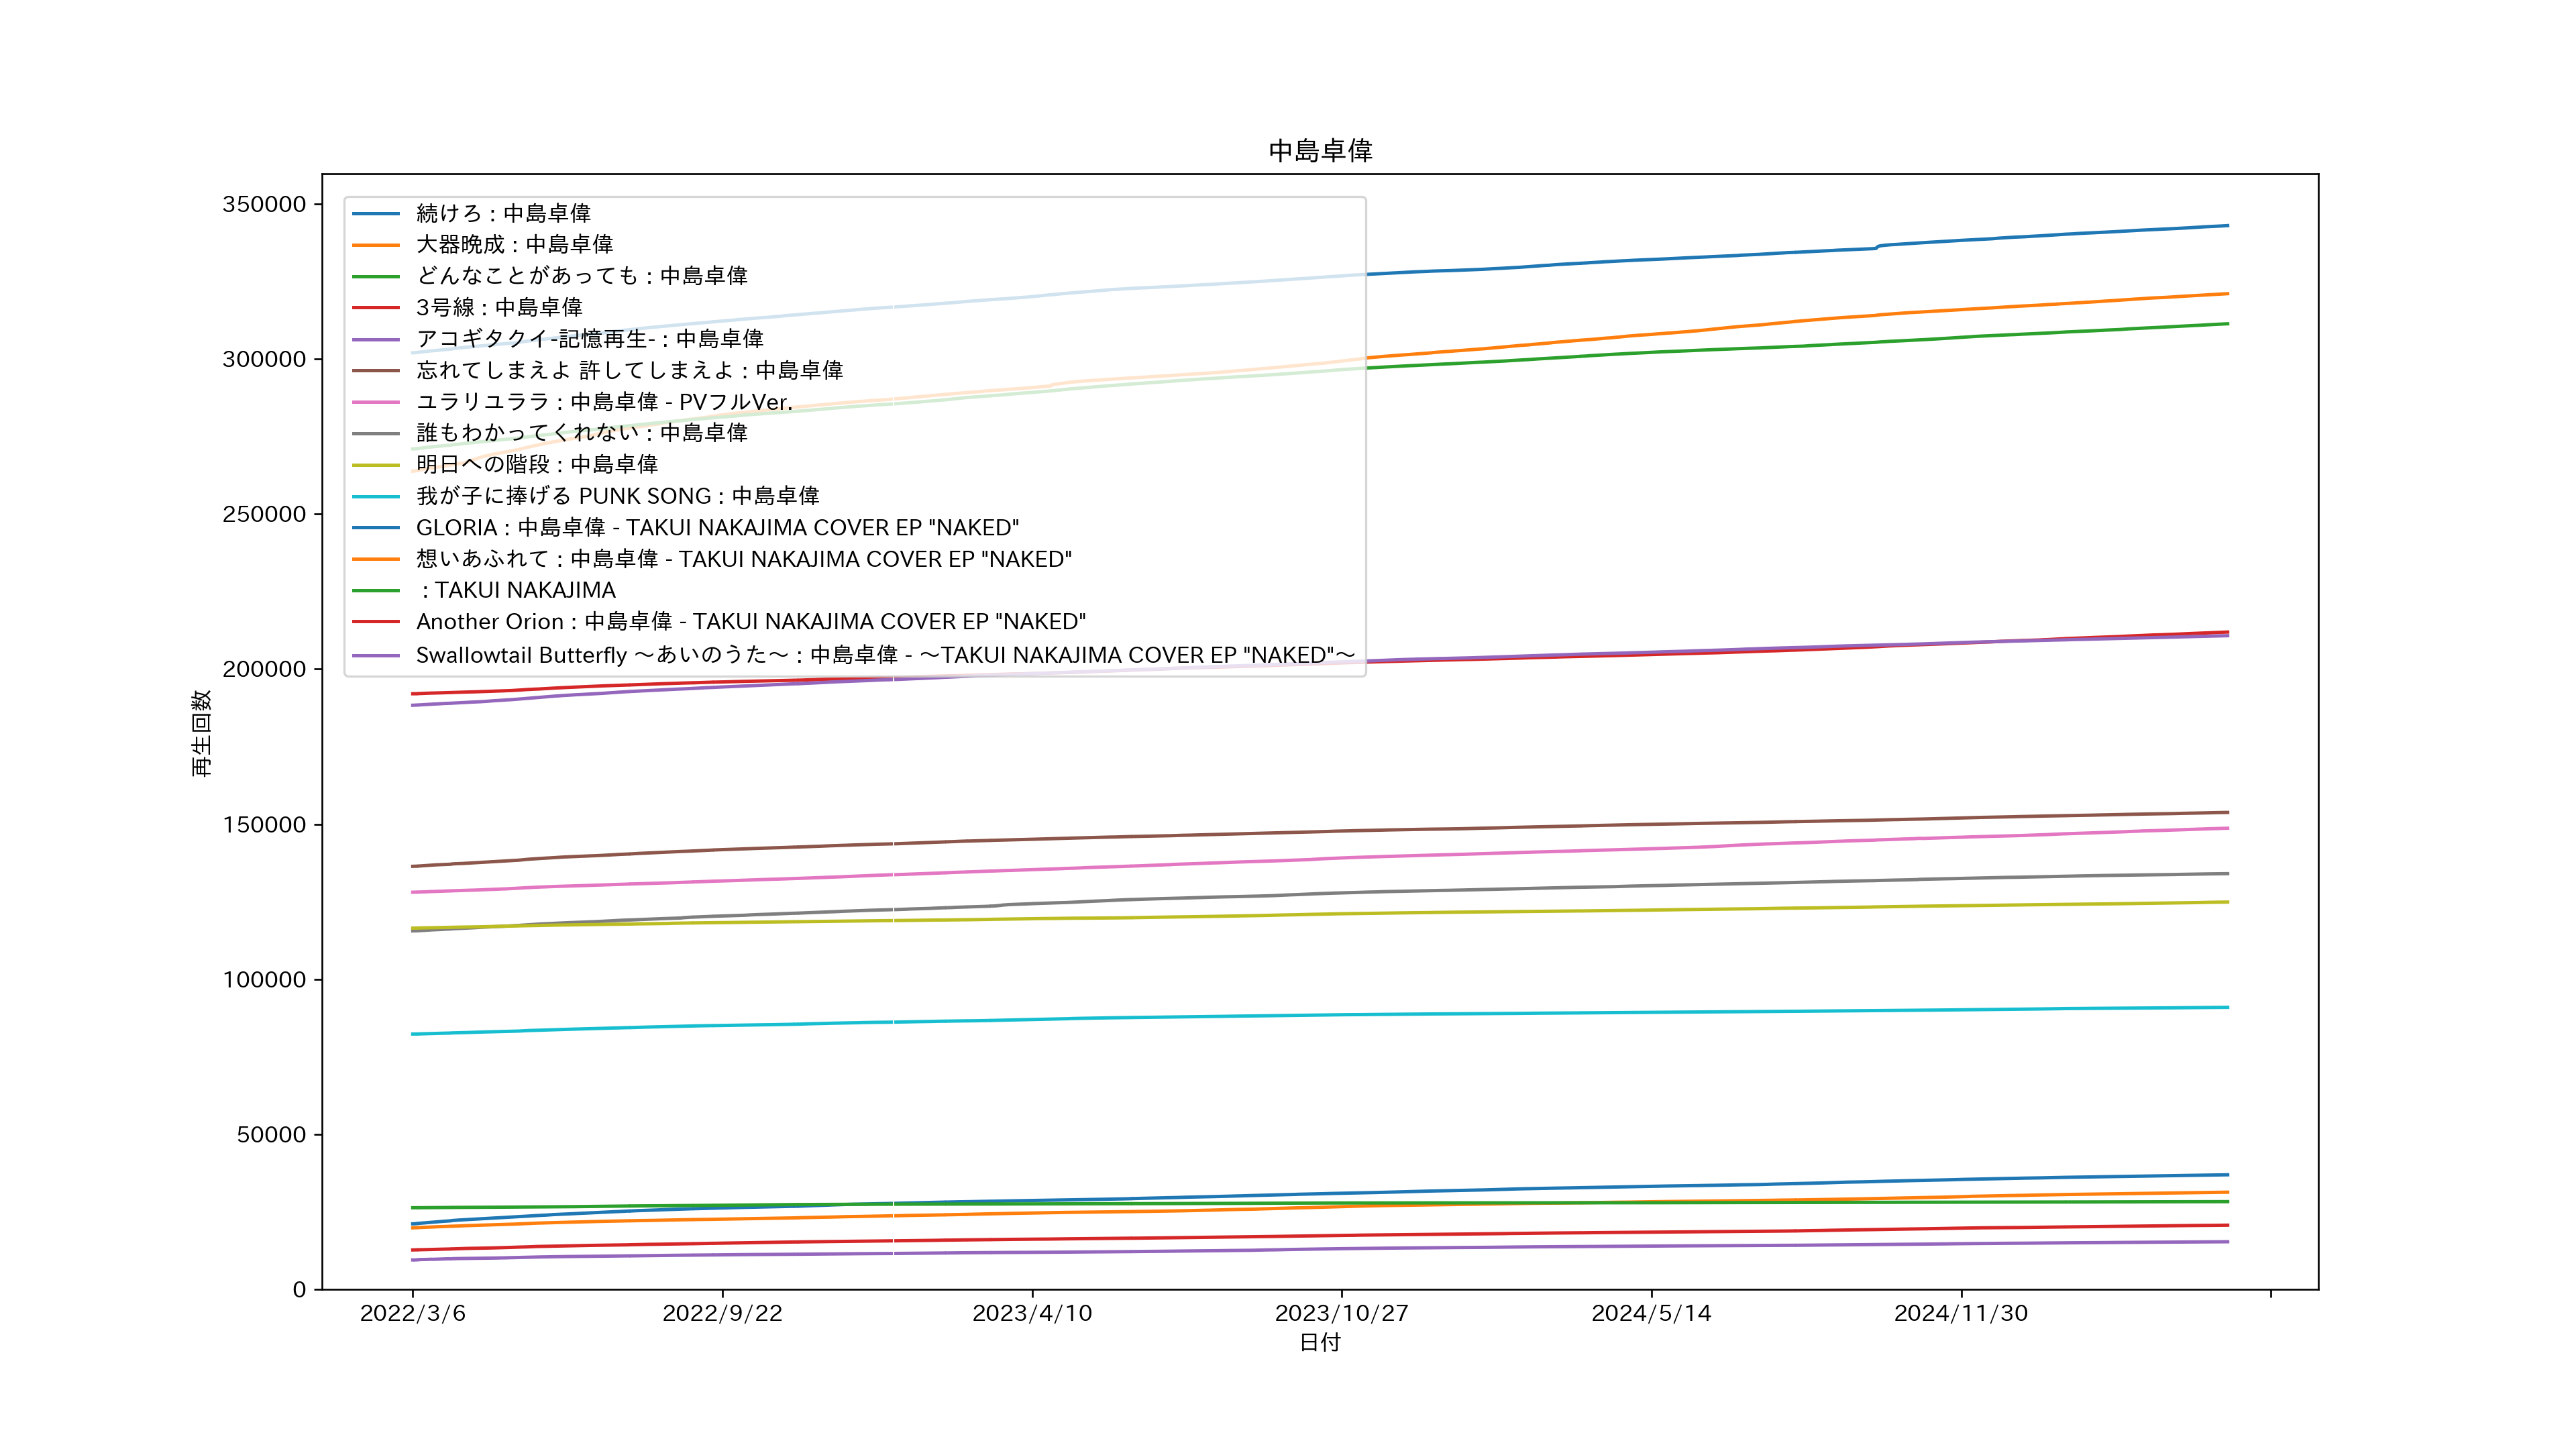 中島卓偉
350000
300000
250000
200000
150000
100000
50000
0
再生回数
続けろ : 中島卓偉
大器晩成 : 中島卓偉
どんなことがあっても : 中島卓偉
3号線 : 中島卓偉
アコギタクイ-記憶再生- : 中島卓偉
忘れてしまえよ 許してしまえよ : 中島卓偉
ユラリユララ : 中島卓偉 - PVフルVer.
誰もわかってくれない : 中島卓偉
明日への階段 : 中島卓偉
我が子に捧げる PUNK SONG : 中島卓偉
GLORIA : 中島卓偉 - TAKUI NAKAJIMA COVER EP "NAKED"
想いあふれて : 中島卓偉 - TAKUI NAKAJIMA COVER EP "NAKED"
: TAKUI NAKAJIMA
Another Orion : 中島卓偉 - TAKUI NAKAJIMA COVER EP "NAKED"
Swallowtail Butterfly ～あいのうた～ : 中島卓偉 - ～TAKUI NAKAJIMA COVER EP "NAKED"～
2022/3/6
2022/9/22
2023/4/10
2023/10/27
2024/5/14
2024/11/30
日付